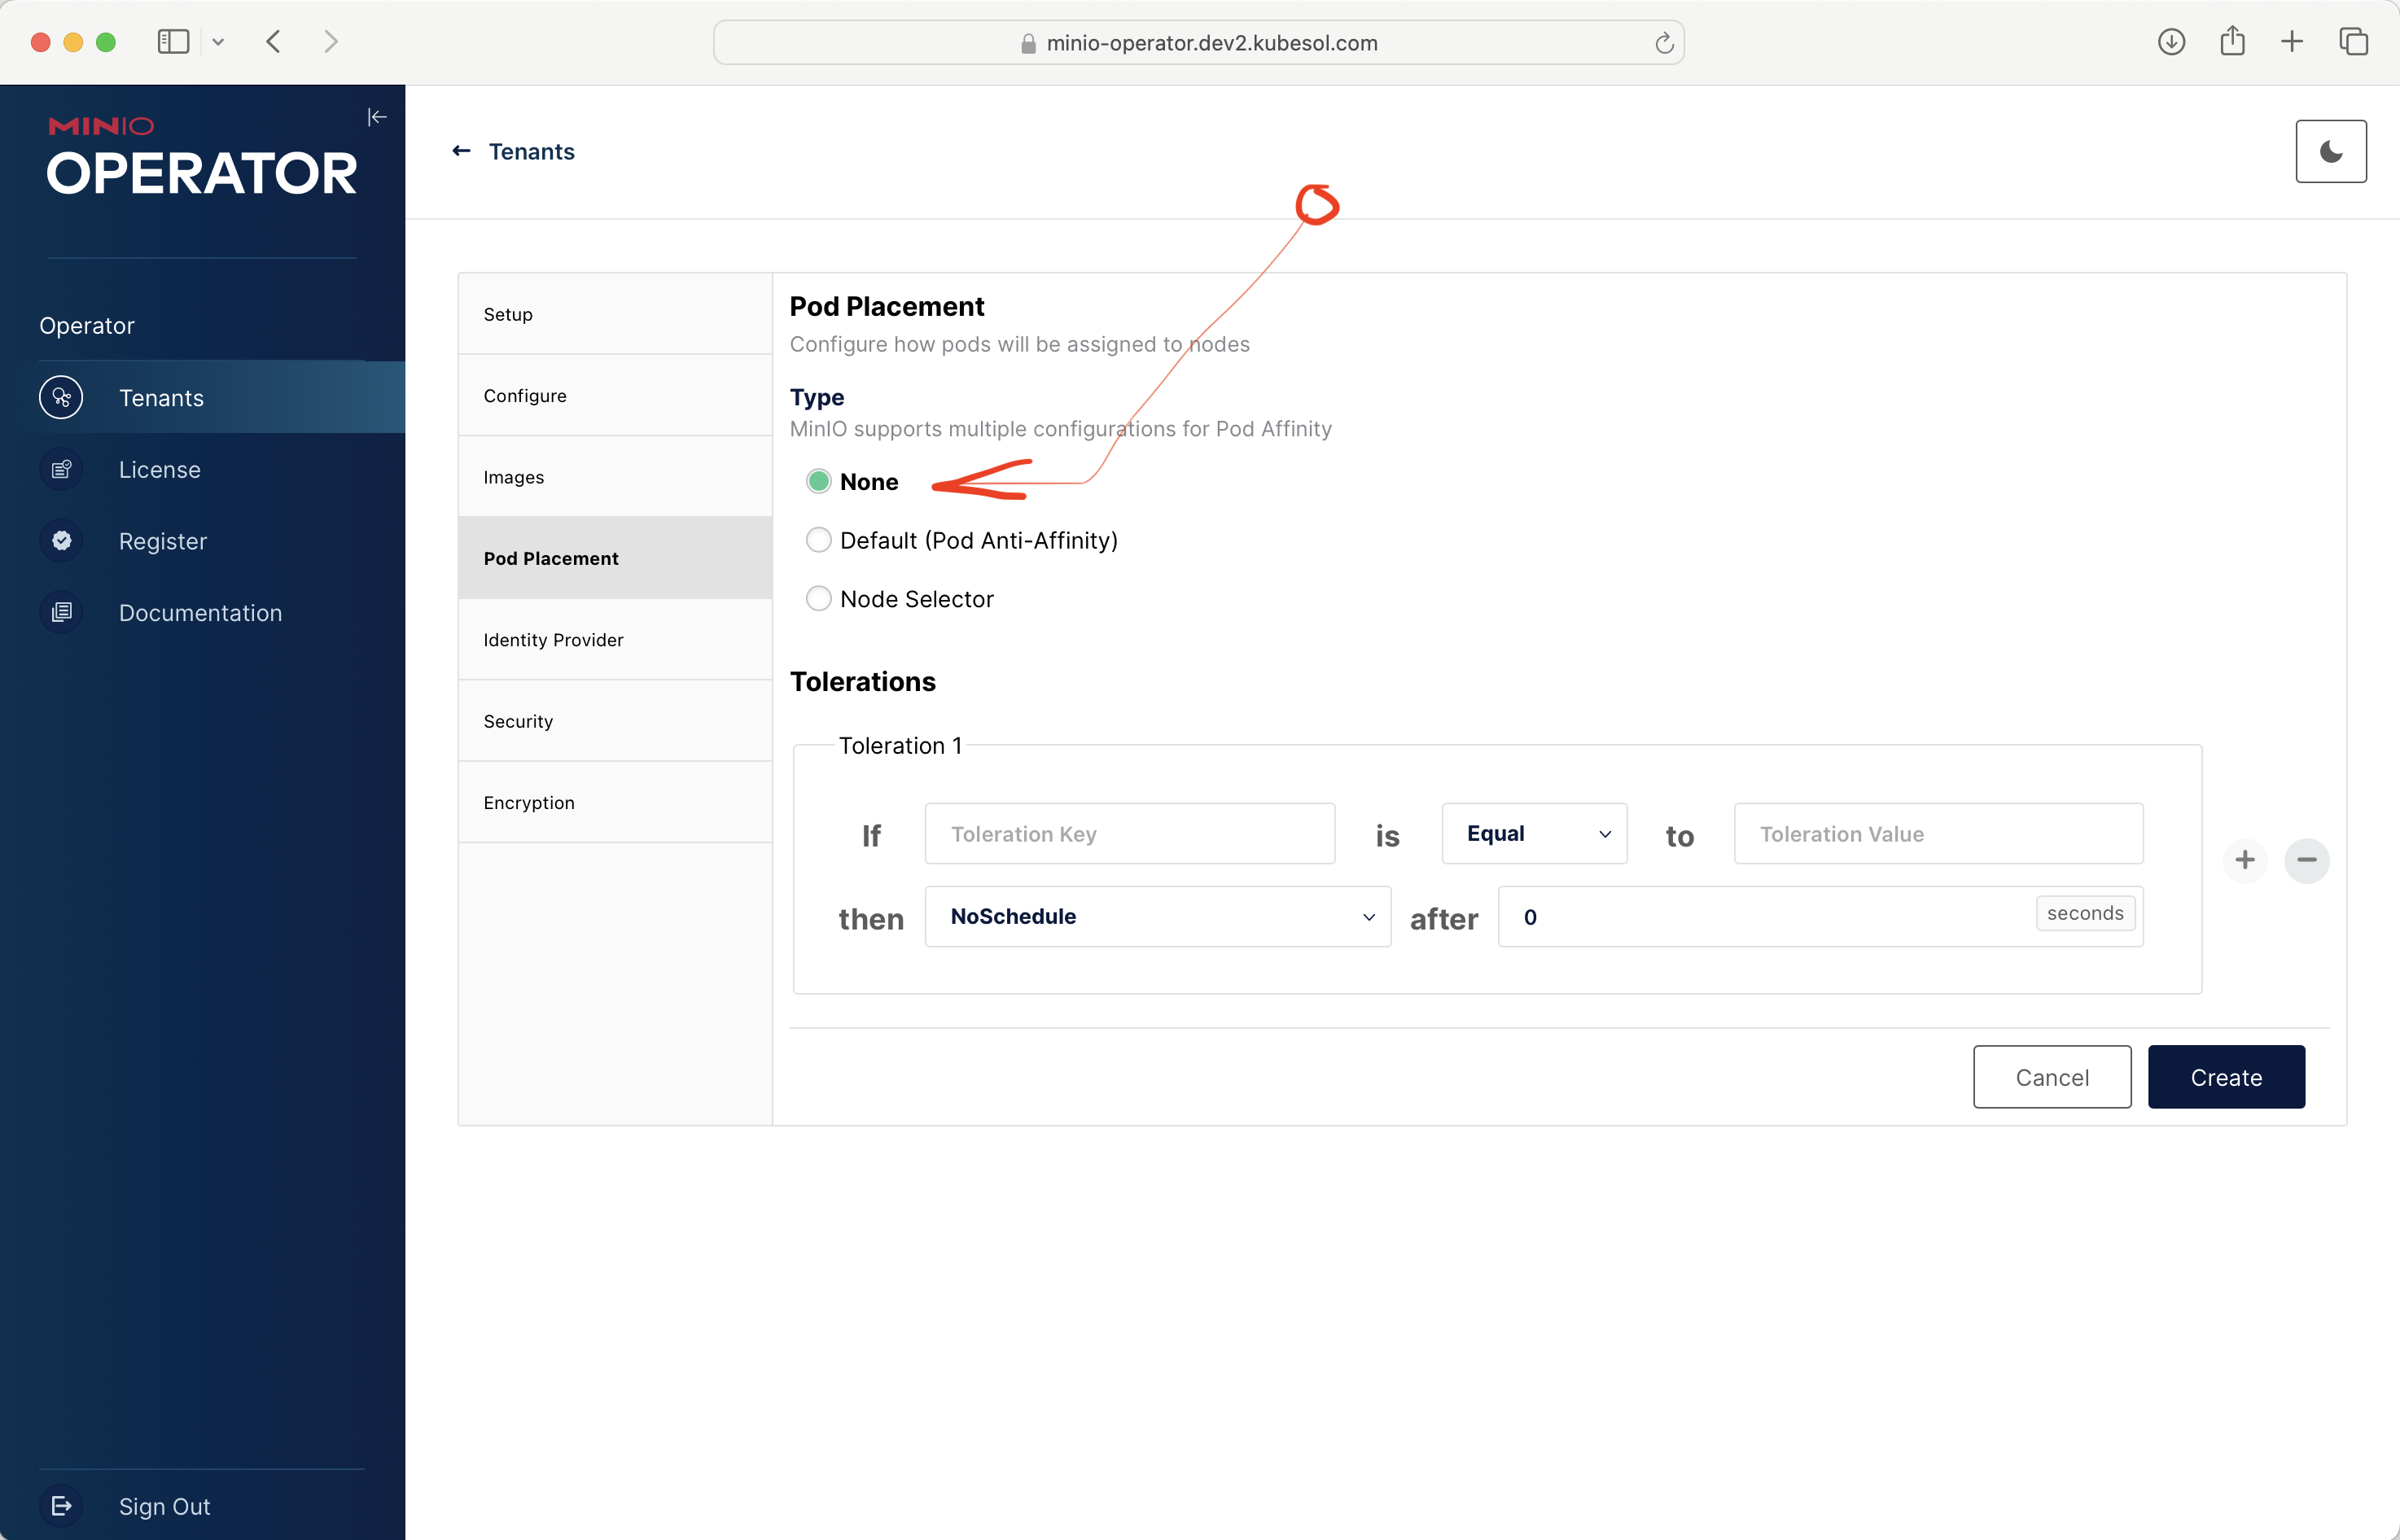 minio-operator.dev2.kubesol.com
MINIO
OPERATOR
Operator
Tenants
License
Register
Documentation
Sign Out
Tenants
Setup
Configure
Images
Pod Placement
Identity Provider
Security
Encryption
Pod Placement
Configure how pods will be assigned to nodes
Type
MinIO supports multiple configurations for Pod Affinity
None
Default (Pod Anti-Affinity)
Node Selector
Tolerations
Toleration 1
If Toleration Key is Equal to Toleration Value
then NoSchedule after 0 seconds
Cancel Create